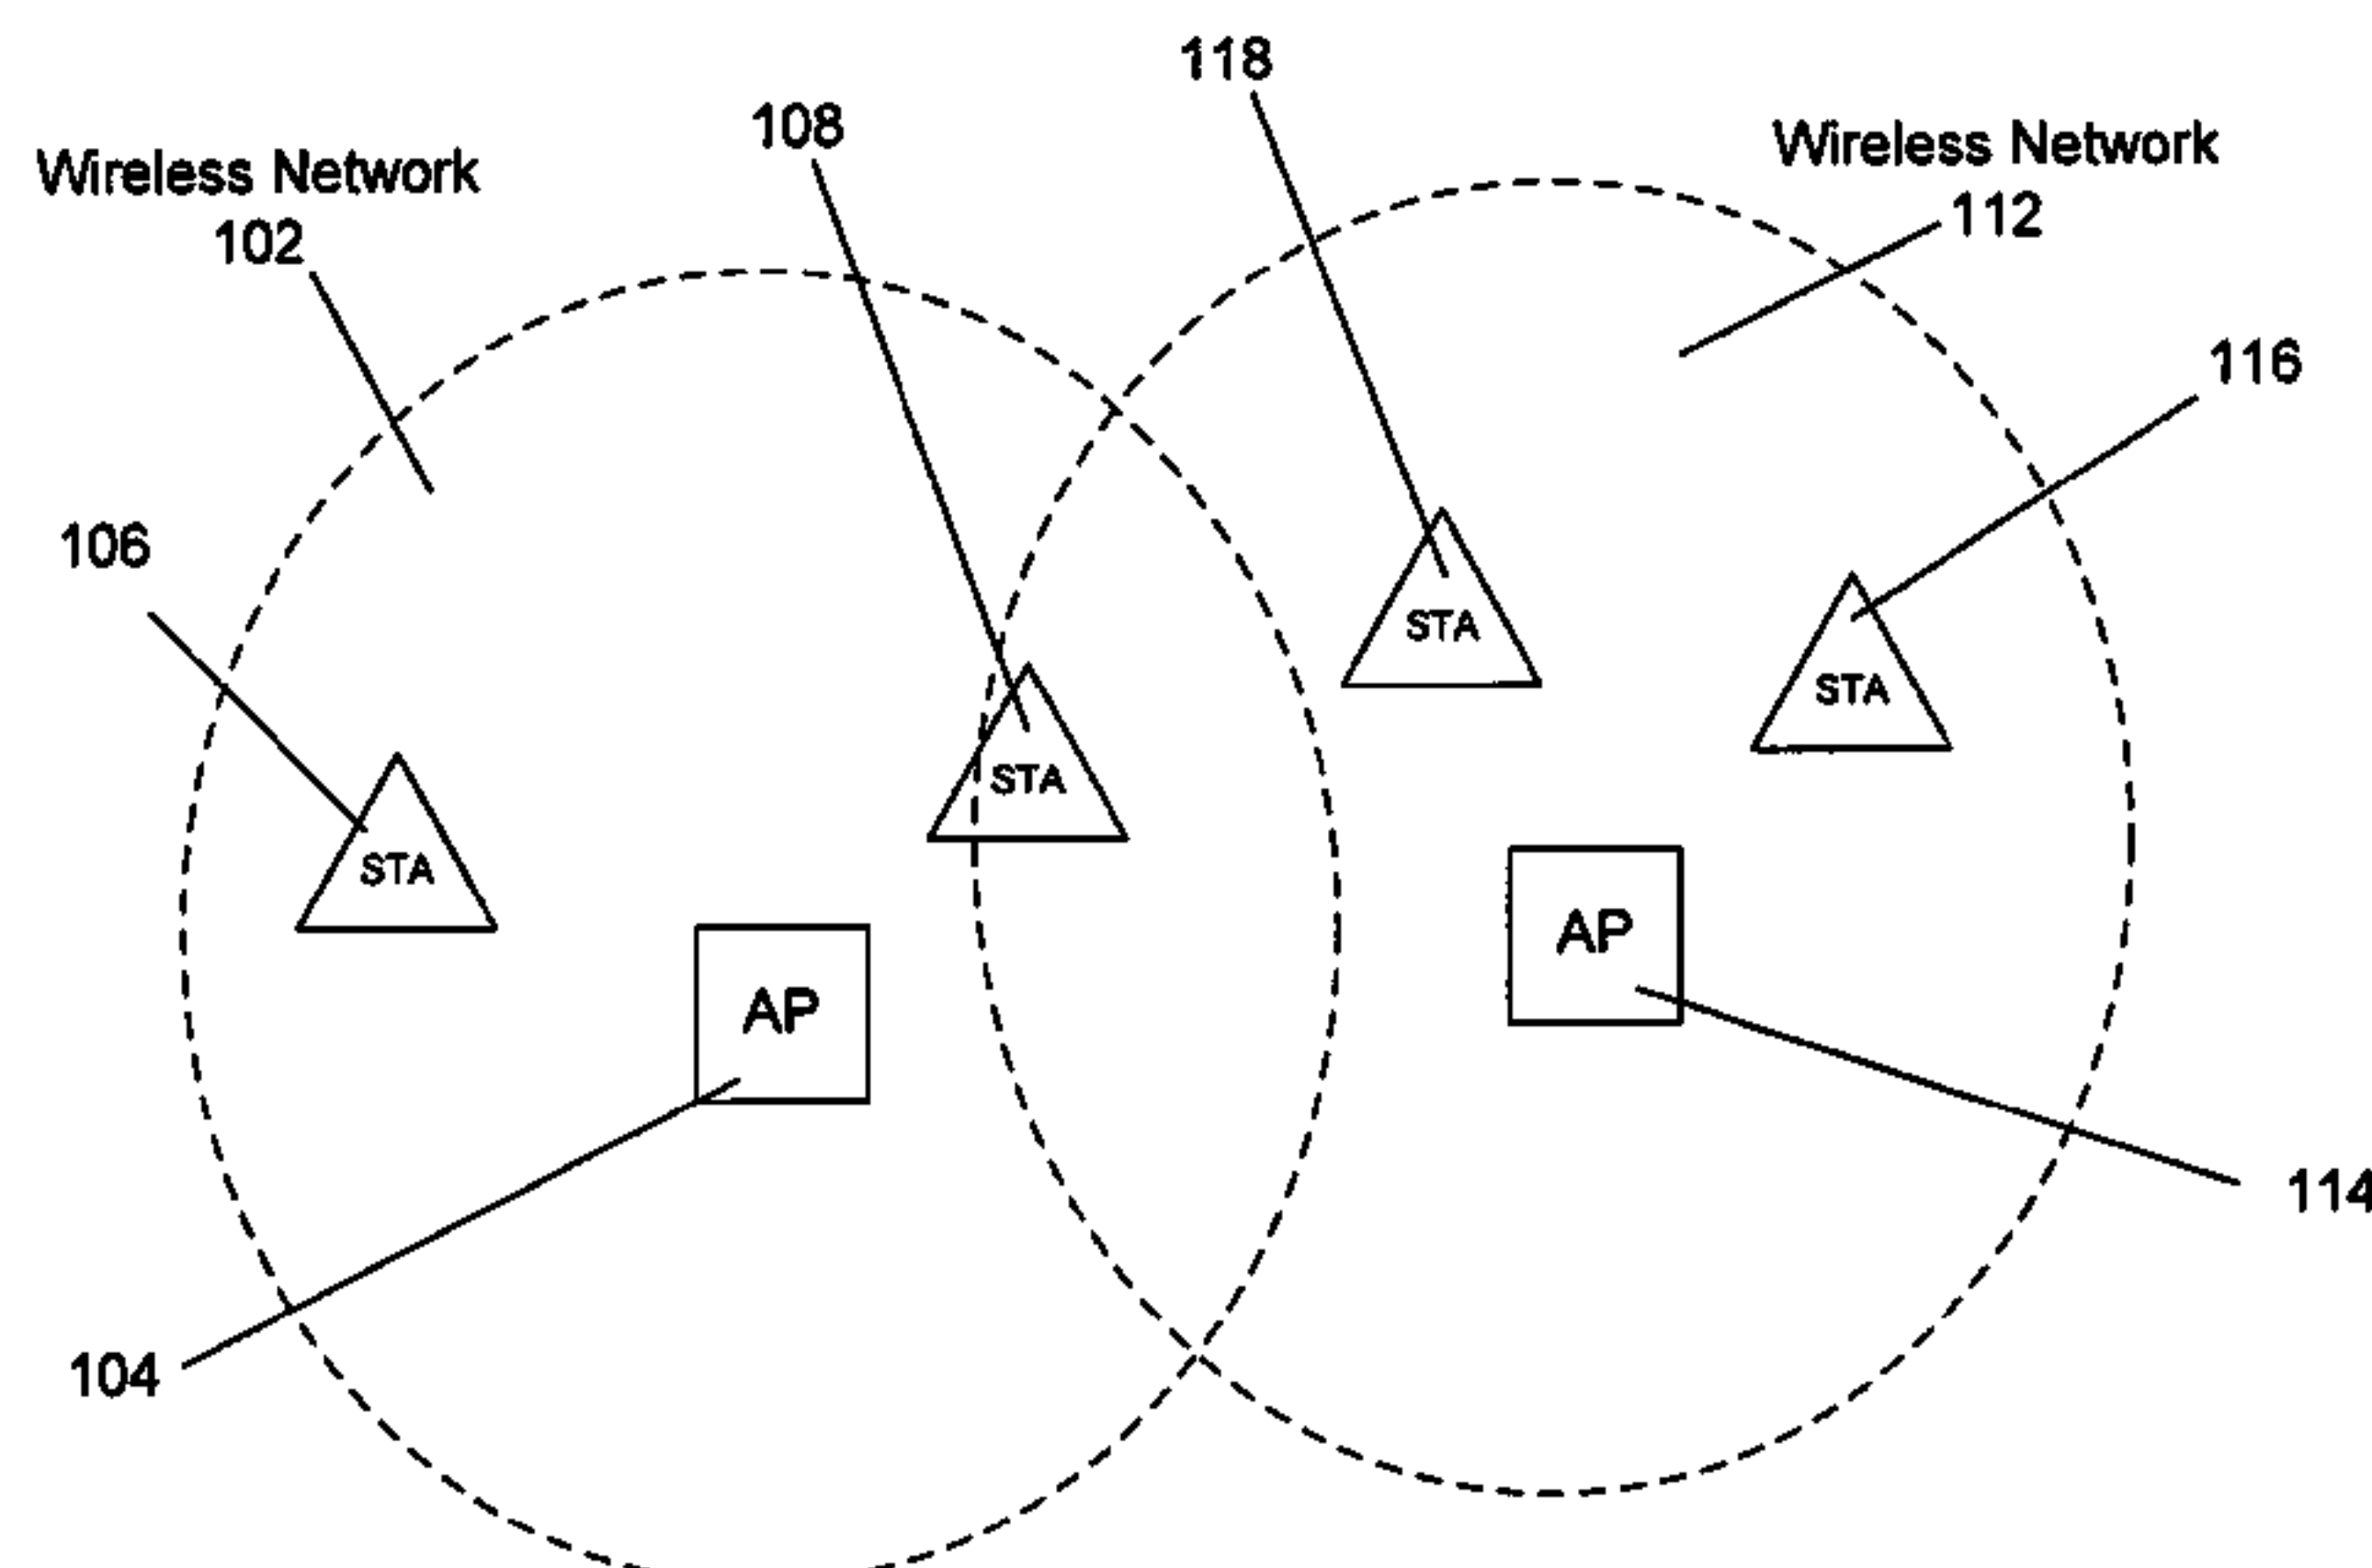 118
108
Wireless Network
112
Wireless Network
102
116
106
STA
STA
STA
STA
AP
AP
114
104